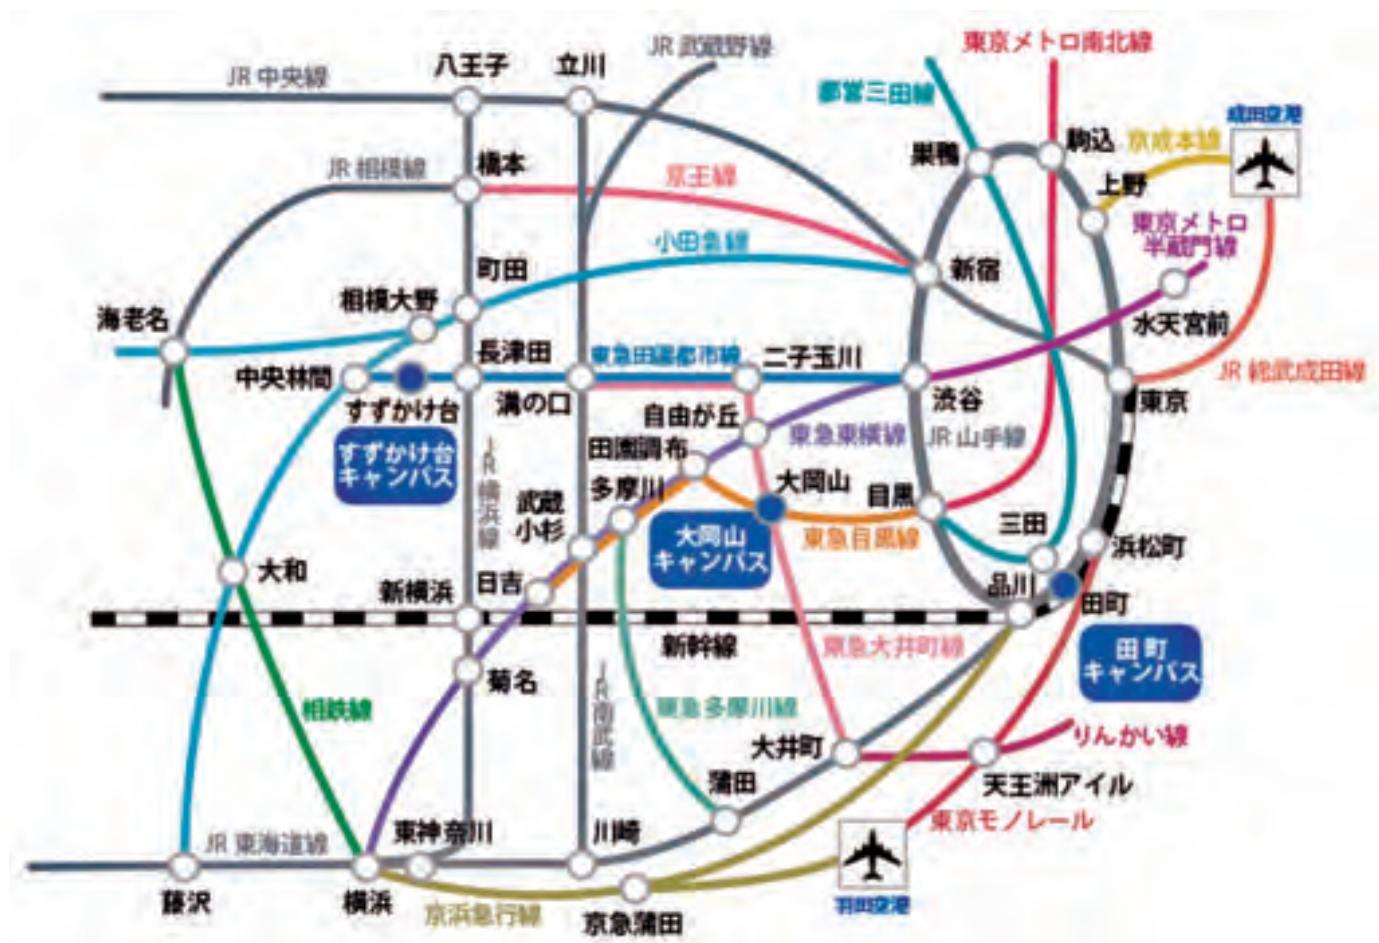 JR 武蔵野線
東京メトロ南北線
八王子
立川
JR 中央線
都営三田線
成田空港
駒込
京成本線
巣鴨
橋本
JR 相模線
京王線
上野
東京メトロ
半蔵門線
小田急線
町田
新宿
相模大野
海老名
水天宮前
長津田
東急田園都市線
二子玉川
中央林間
JR 総武成田線
すずかけ台
溝の口
渋谷
東京
自由が丘
東急東横線
JR 山手線
すずかけ台
キャンパス
田園調布
JR 横浜線
多摩川
大岡山
目黒
武蔵
小杉
三田
大岡山
キャンパス
東急目黒線
浜松町
大和
新横浜
日吉
品川
田町
新幹線
東急大井町線
田町
キャンパス
菊名
相鉄線
JR 南武線
東急多摩川線
りんかい線
大井町
蒲田
天王洲アイル
東京モノレール
JR 東海道線
東神奈川
川崎
藤沢
横浜
京浜急行線
京急蒲田
羽田空港